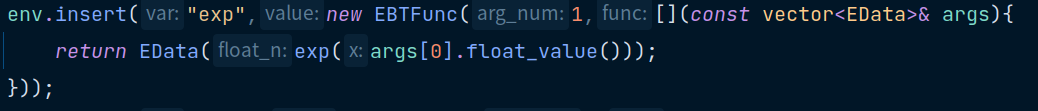 env.insert( var: "exp", value: new EBTFunc( arg_num: 1, func: [](const vector<EData>& args){
    return EData( float_n: exp( x: args[0].float_value()));
}));